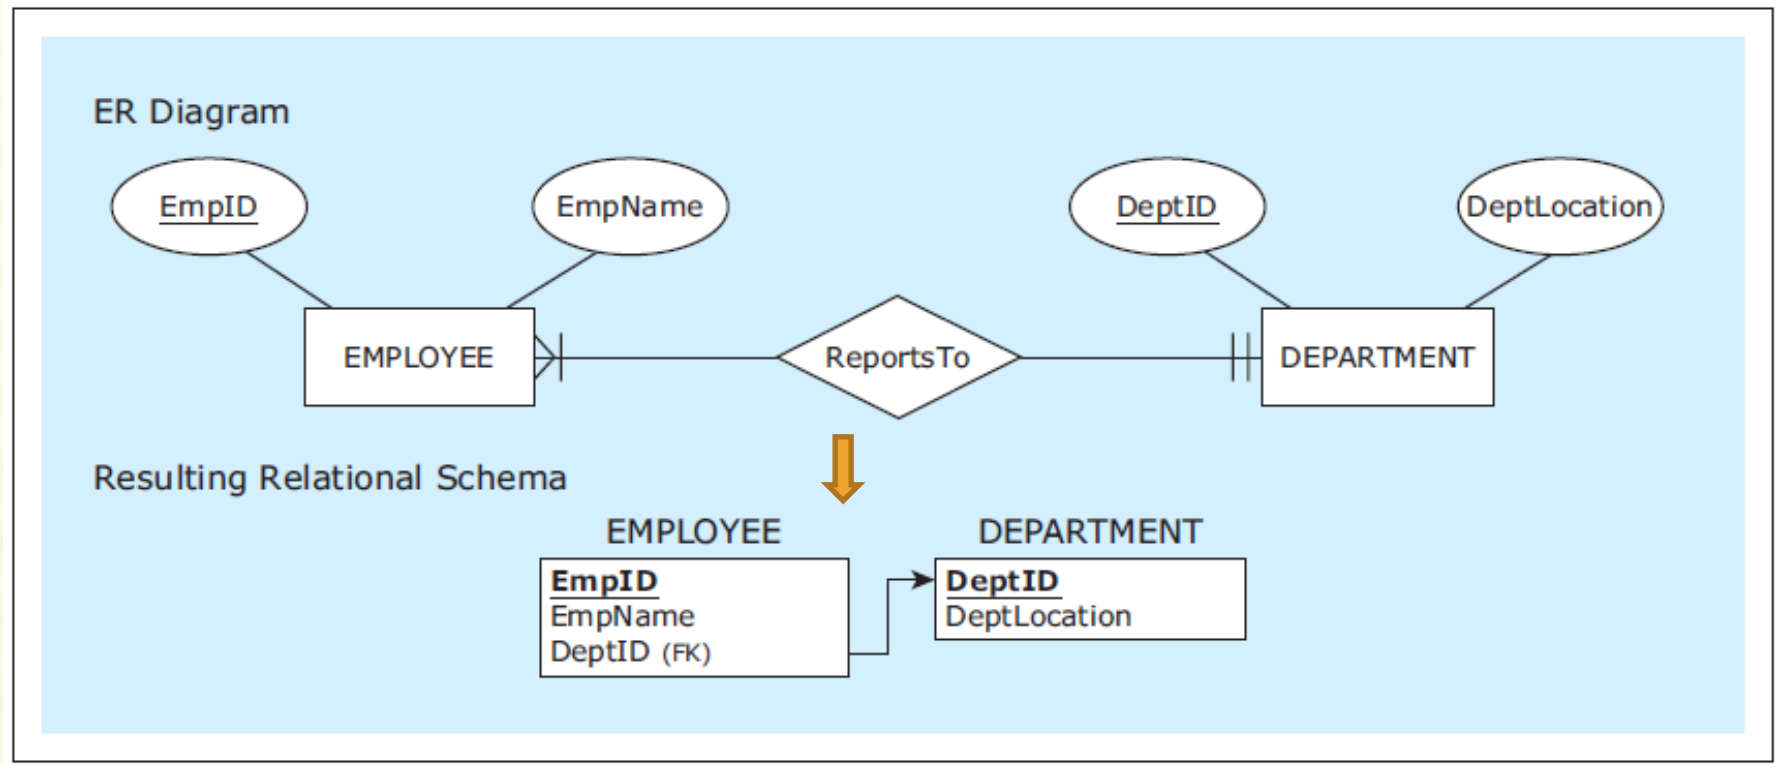 ER Diagram
EmpID
EmpName
DeptID
DeptLocation
EMPLOYEE
ReportsTo
DEPARTMENT
Resulting Relational Schema
EMPLOYEE
EmpID
EmpName
DeptID (FK)
DEPARTMENT
DeptID
DeptLocation